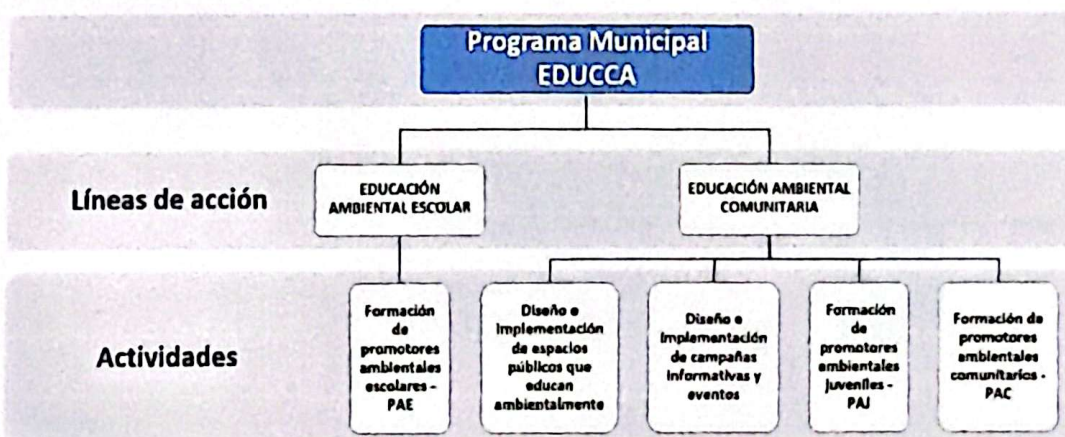 Programa Municipal
EDUCCA
Líneas de acción
EDUCACIÓN
AMBIENTAL ESCOLAR
EDUCACIÓN AMBIENTAL
COMUNITARIA
Actividades
Formación
de
promotores
ambientales
escolares -
PAE
Diseño e
Implementación
de espacios
públicos que
educan
ambientalmente
Diseño e
Implementación
de campañas
informativas y
eventos
Formación
de
promotores
ambientales
juveniles -
PAJ
Formación de
promotores
ambientales
comunitarios -
PAC